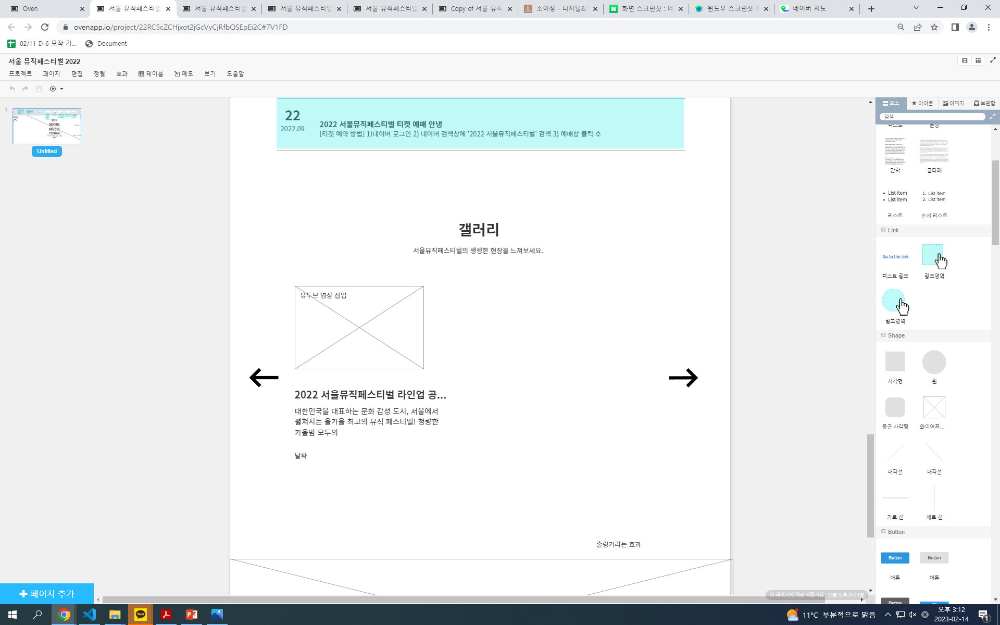 Oven
서울 뮤직페스티벌
서울 뮤직페스티벌
서울 뮤직페스티벌
서울 뮤직페스티벌
Copy of 서울 뮤직
소이정 - 디지털&
화면 스크린샷 : 네
윈도우 스크린샷
네이버 지도
ovenapp.io/project/22RC5cZCHjxot2jGcVyCjRfbQSEpEi2C#7V1FD
02/11 D-6 모작 기...
Document
서울 뮤직페스티벌 2022
프로젝트 페이지 편집 정렬 효과 테이블 메모 보기 도움말
1.
2022
SEOUL
MUCIC
FESTIVAL
Untitled
22
2022.09
2022 서울뮤직페스티벌 티켓 예매 안녕
[티켓 예약 방법] 1)네이버 로그인 2) 네이버 검색창에 '2022 서울뮤직페스티벌' 검색 3) 예매창 클릭 후
갤러리
서울뮤직페스티벌의 생생한 현장을 느껴보세요.
유투브 영상 삽입
2022 서울뮤직페스티벌 라인업 공...
대한민국을 대표하는 문화 감성 도시, 서울에서
펼쳐지는 올가을 최고의 뮤직 페스티벌! 청량한
가을밤 모두의
날짜
출렁거리는 효과
요소 아이콘 이미지 보관함
검색
텍스트 문장
단락 글타래
List item
List item
1. List item
2. List item
리스트 순서 리스트
Link
Go to the link
텍스트 링크 링크영역
링크영역
Shape
사각형 원
둥근 사각형 와이어프...
대각선 대각선
가로 선 세로 선
Button
Button Button
버튼 버튼
Button
페이지 추가
이 페이지의 최근 저장시간 : 오늘 오후 3시 3분
TALK
11°C 부분적으로 맑음
오후 3:12
2023-02-14
1